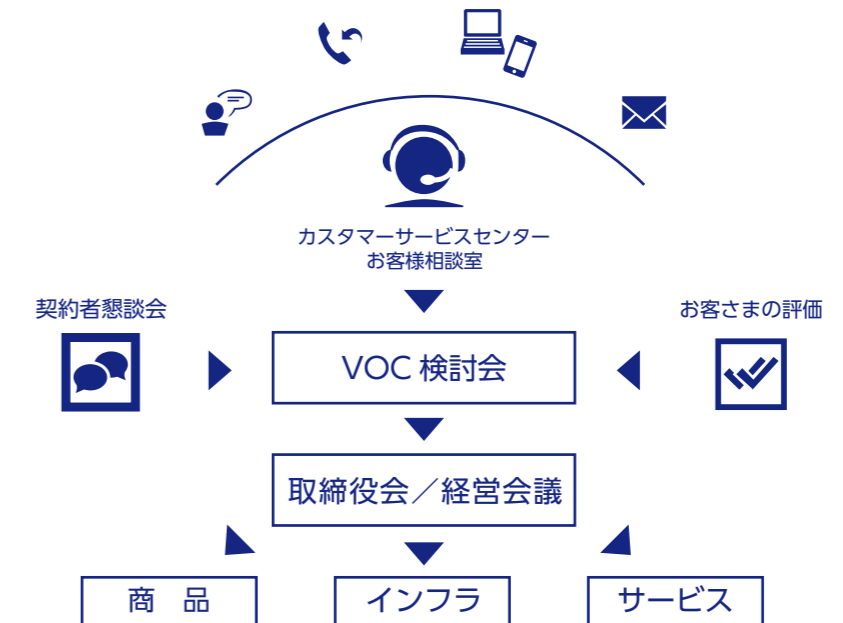 カスタマーサービスセンター
お客様相談室
契約者懇談会
お客さまの評価
VOC 検討会
取締役会／経営会議
商　品
インフラ
サービス